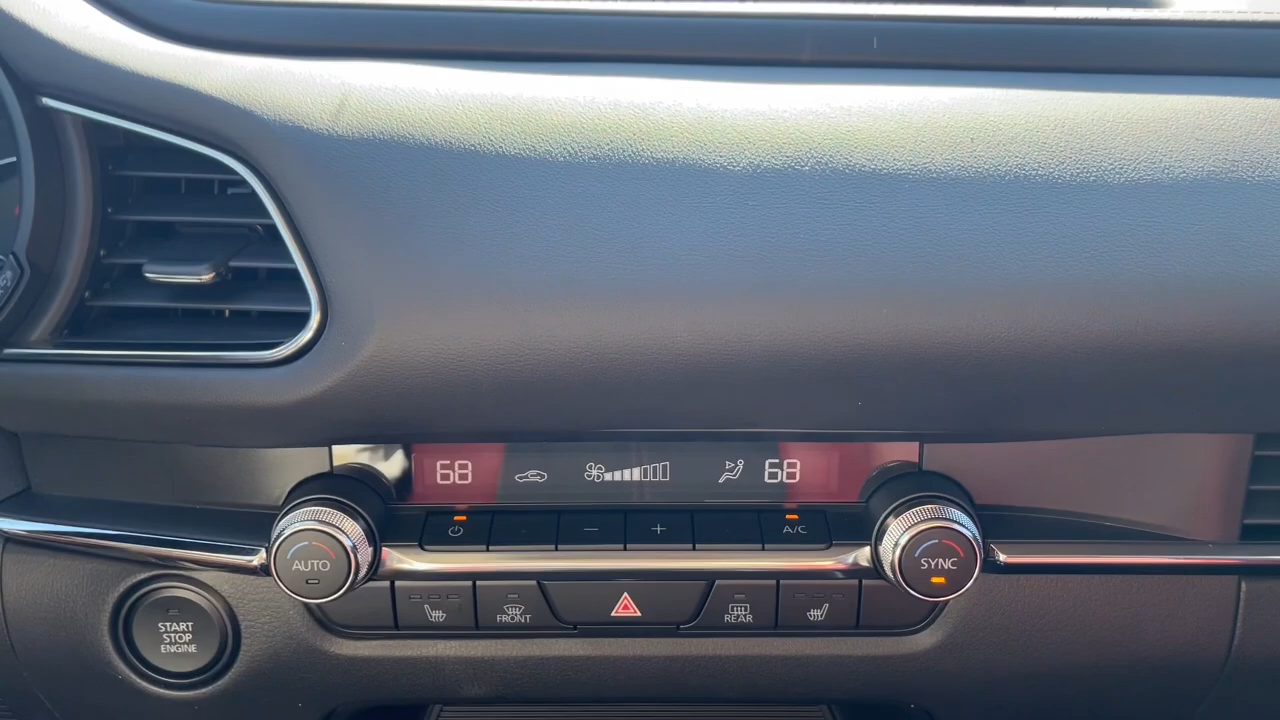 68
68
A/C
AUTO
SYNC
FRONT
REAR
START
STOP
ENGINE